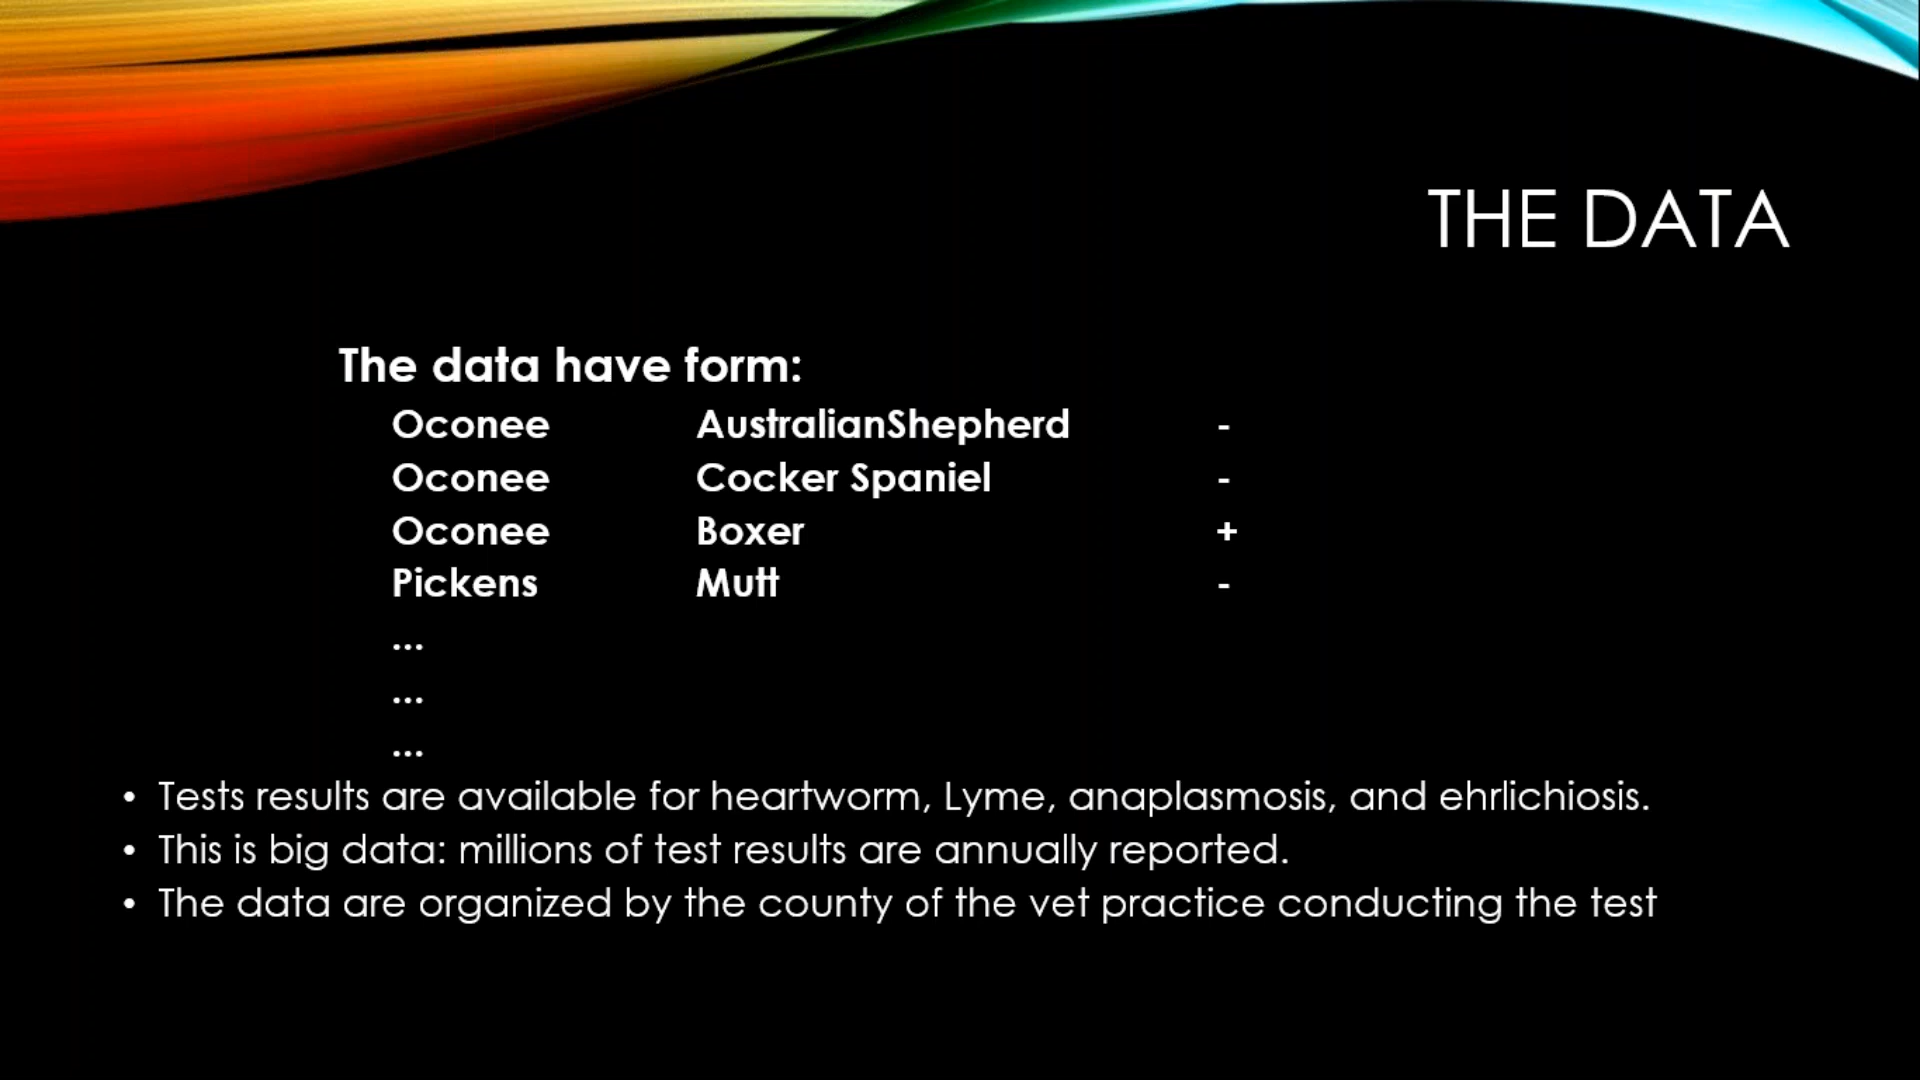 THE DATA
The data have form:
Oconee AustralianShepherd -
Oconee Cocker Spaniel -
Oconee Boxer +
Pickens Mutt -
...
...
...
• Tests results are available for heartworm, Lyme, anaplasmosis, and ehrlichiosis.
• This is big data: millions of test results are annually reported.
• The data are organized by the county of the vet practice conducting the test